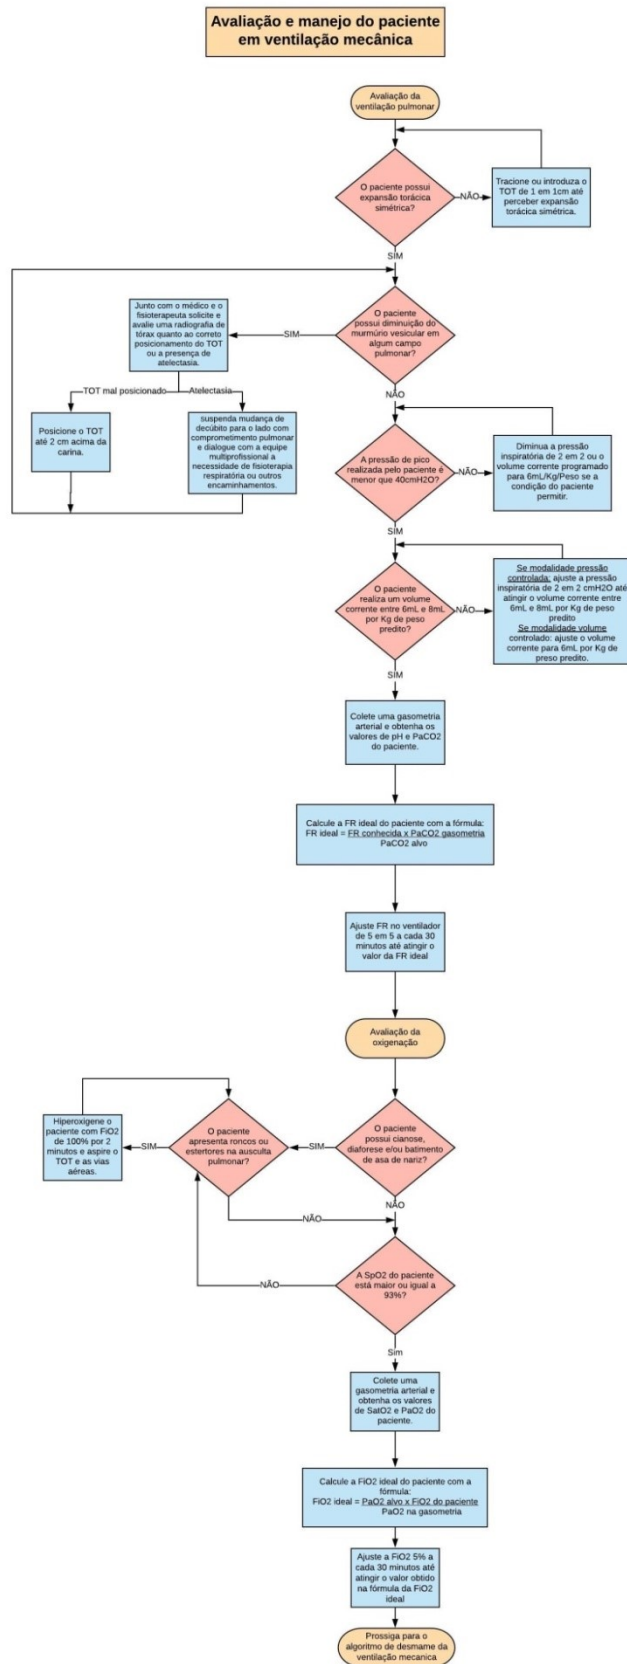 Avaliação e manejo do paciente
em ventilação mecânica
Avaliação da
ventilação pulmonar
O paciente possui
expansão torácica
simétrica?
NÃO
Tracione ou introduza o
TOT de 1 em 1cm até
perceber expansão
torácica simétrica.
SIM
O paciente
possui diminuição do
murmúrio vesicular em
algum campo
pulmonar?
SIM
Junto com o médico e o
fisioterapeuta solicite e
avalie uma radiografia de
tórax quanto ao correto
posicionamento do TOT
ou a presença de
atelectasia.
TOT mal posicionado
Atelectasia
Posicione o TOT
até 2 cm acima da
carina.
suspenda mudança de
decúbito para o lado com
comprometimento pulmonar
e dialogue com a equipe
multiprofissional a
necessidade de fisioterapia
respiratória ou outros
encaminhamentos.
NÃO
A pressão de pico
realizada pelo paciente é
menor que 40cmH2O?
NÃO
Diminua a pressão
inspiratória de 2 em 2 ou o
volume corrente programado
para 6mL/Kg/Peso se a
condição do paciente
permitir.
SIM
O paciente
realiza um volume
corrente entre 6mL e 8mL
por Kg de peso
predito?
NÃO
Se modalidade pressão
controlada: ajuste a pressão
inspiratória de 2 em 2 cmH2O até
atingir o volume corrente entre
6mL e 8mL por Kg de peso
predito
Se modalidade volume
controlado: ajuste o volume
corrente para 6mL por Kg de
preso predito.
SIM
Colete uma gasometria
arterial e obtenha os
valores de pH e PaCO2
do paciente.
Calcule a FR ideal do paciente com a fórmula:
FR ideal = FR conhecida x PaCO2 gasometria
PaCO2 alvo
Ajuste FR no ventilador
de 5 em 5 a cada 30
minutos até atingir o
valor da FR ideal
Avaliação da
oxigenação
O paciente
possui cianose,
diaforese e/ou batimento
de asa de nariz?
SIM
O paciente
apresenta roncos ou
estertores na ausculta
pulmonar?
SIM
Hiperoxigene o
paciente com FiO2
de 100% por 2
minutos e aspire o
TOT e as vias
aéreas.
NÃO
NÃO
A SpO2 do paciente
está maior ou igual a
93%?
NÃO
Sim
Colete uma
gasometria arterial e
obtenha os valores
de SatO2 e PaO2 do
paciente.
Calcule a FiO2 ideal do paciente com a
fórmula:
FiO2 ideal = PaO2 alvo x FiO2 do paciente
PaO2 na gasometria
Ajuste a FiO2 5% a
cada 30 minutos até
atingir o valor obtido
na fórmula da FiO2
ideal
Prossiga para o
algoritmo de desmame da
ventilação mecanica